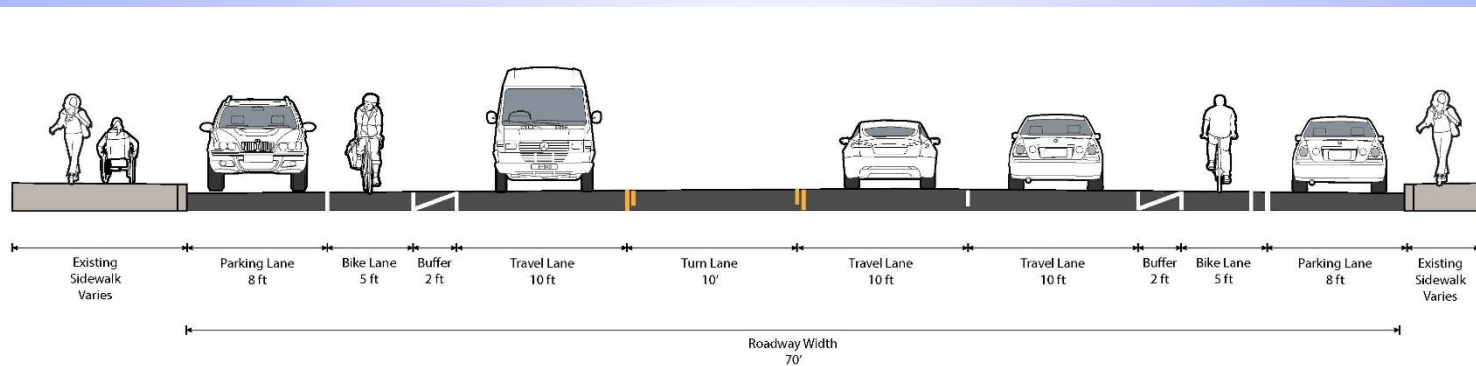 Existing
Sidewalk
Varies
Parking Lane
8 ft
Bike Lane
5 ft
Buffer
2 ft
Travel Lane
10 ft
Turn Lane
10'
Travel Lane
10 ft
Travel Lane
10 ft
Buffer
2 ft
Bike Lane
5 ft
Parking Lane
8 ft
Existing
Sidewalk
Varies
Roadway Width
70'